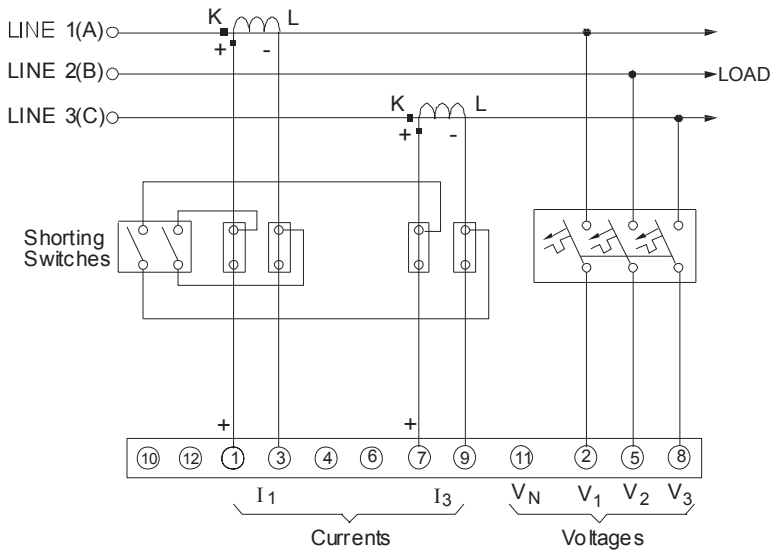 K L
LINE 1(A)
+ -
LINE 2(B)
LOAD
K L
LINE 3(C)
+ -
Shorting
Switches
+ +
10 12 1 3 4 6 7 9 11 2 5 8
I1 I3 VN V1 V2 V3
Currents Voltages